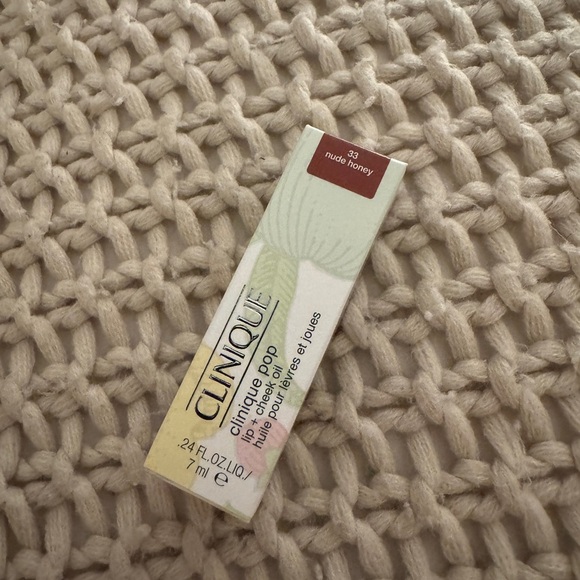 33
nude honey
CLINIQUE
clinique pop
lip + cheek oil
huile pour lèvres et joues
.24 FL.OZ.LIQ./
7 ml ℮